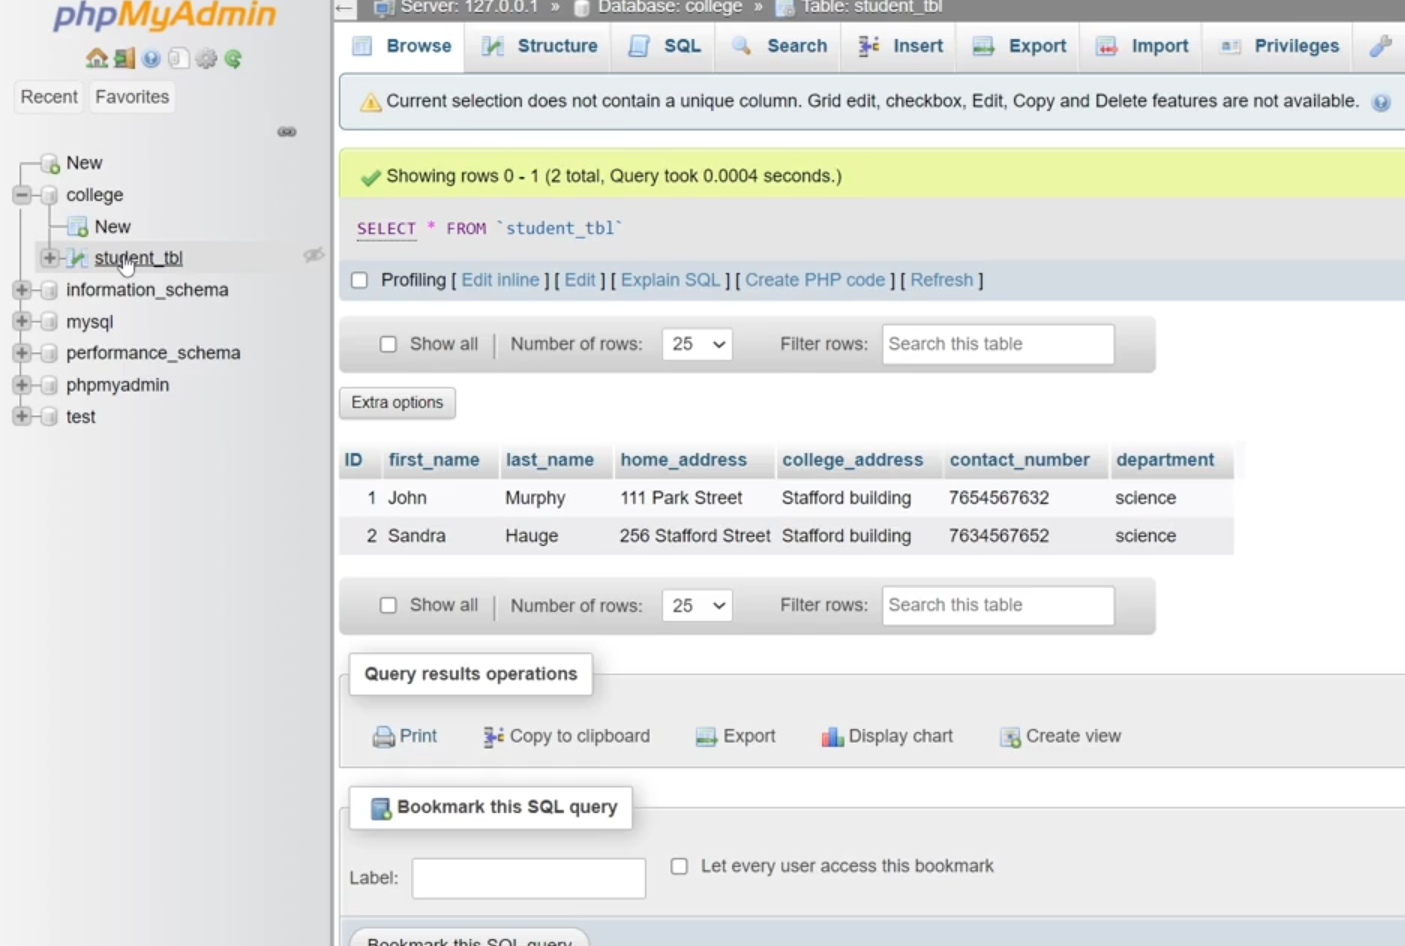 phpMyAdmin
Recent Favorites
New
college
New
student_tbl
information_schema
mysql
performance_schema
phpmyadmin
test
Server: 127.0.0.1 » Database: college » Table: student_tbl
Browse Structure SQL Search Insert Export Import Privileges
Current selection does not contain a unique column. Grid edit, checkbox, Edit, Copy and Delete features are not available.
Showing rows 0 - 1 (2 total, Query took 0.0004 seconds.)
SELECT * FROM `student_tbl`
Profiling [ Edit inline ] [ Edit ] [ Explain SQL ] [ Create PHP code ] [ Refresh ]
Show all | Number of rows: 25 Filter rows: Search this table
Extra options
ID first_name last_name home_address college_address contact_number department
1 John Murphy 111 Park Street Stafford building 7654567632 science
2 Sandra Hauge 256 Stafford Street Stafford building 7634567652 science
Show all | Number of rows: 25 Filter rows: Search this table
Query results operations
Print Copy to clipboard Export Display chart Create view
Bookmark this SQL query
Label: Let every user access this bookmark
Bookmark this SQL query